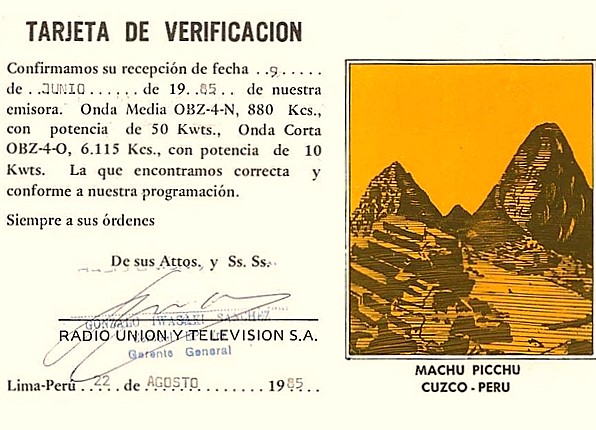 TARJETA DE VERIFICACION
Confirmamos su recepción de fecha ..9.....
de ..JUNIO...... de 19..85.. de nuestra
emisora. Onda Media OBZ-4-N, 880 Kcs.,
con potencia de 50 Kwts., Onda Corta
OBZ-4-O, 6.115 Kcs., con potencia de 10
Kwts. La que encontramos correcta y
conforme a nuestra programación.
Siempre a sus órdenes
De sus Attos. y Ss. Ss.
GONZALO IWASAKI SANCHEZ
RADIO UNION Y TELEVISION S.A.
Gerente General
Lima-Perú ..22.. de ..AGOSTO....... 1985....
MACHU PICCHU
CUZCO - PERU